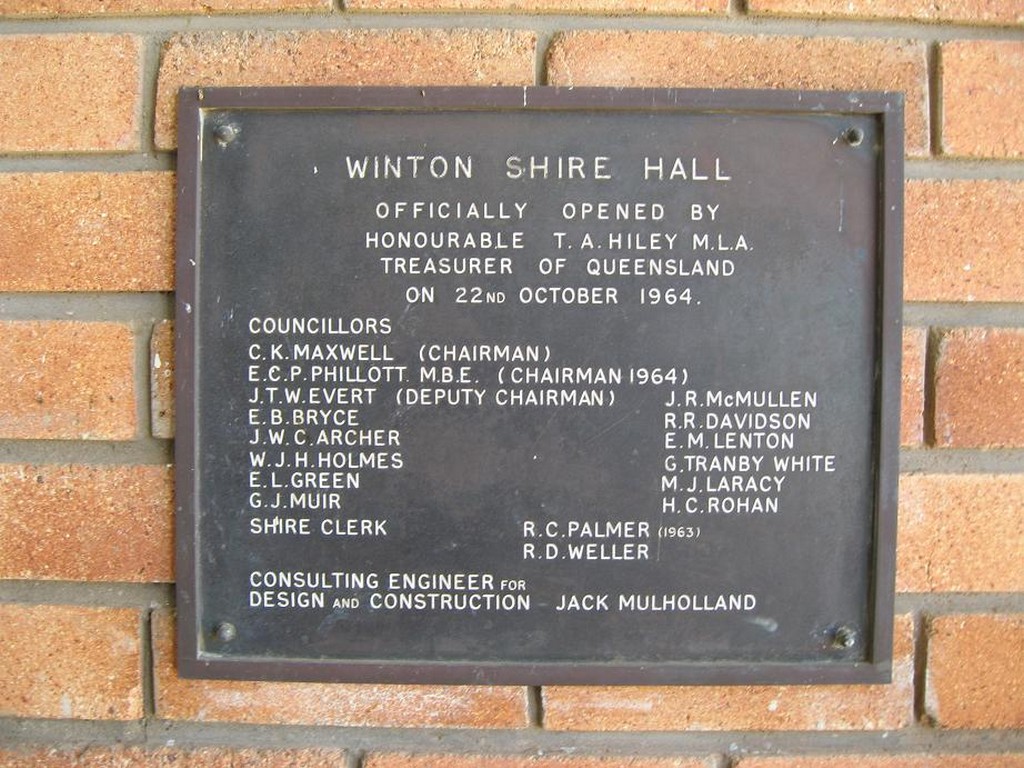 WINTON SHIRE HALL
OFFICIALLY OPENED BY
HONOURABLE T. A. HILEY M.L.A.
TREASURER OF QUEENSLAND
ON 22ND OCTOBER 1964.
COUNCILLORS
C.K.MAXWELL (CHAIRMAN)
E.C.P.PHILLOTT. M.B.E. (CHAIRMAN 1964)
J.T.W.EVERT (DEPUTY CHAIRMAN) J.R.McMULLEN
E.B.BRYCE R.R.DAVIDSON
J.W.C.ARCHER E.M.LENTON
W.J.H.HOLMES G.TRANBY WHITE
E.L.GREEN M.J.LARACY
G.J.MUIR H.C.ROHAN
SHIRE CLERK R.C.PALMER (1963)
R.D.WELLER
CONSULTING ENGINEER FOR
DESIGN AND CONSTRUCTION JACK MULHOLLAND